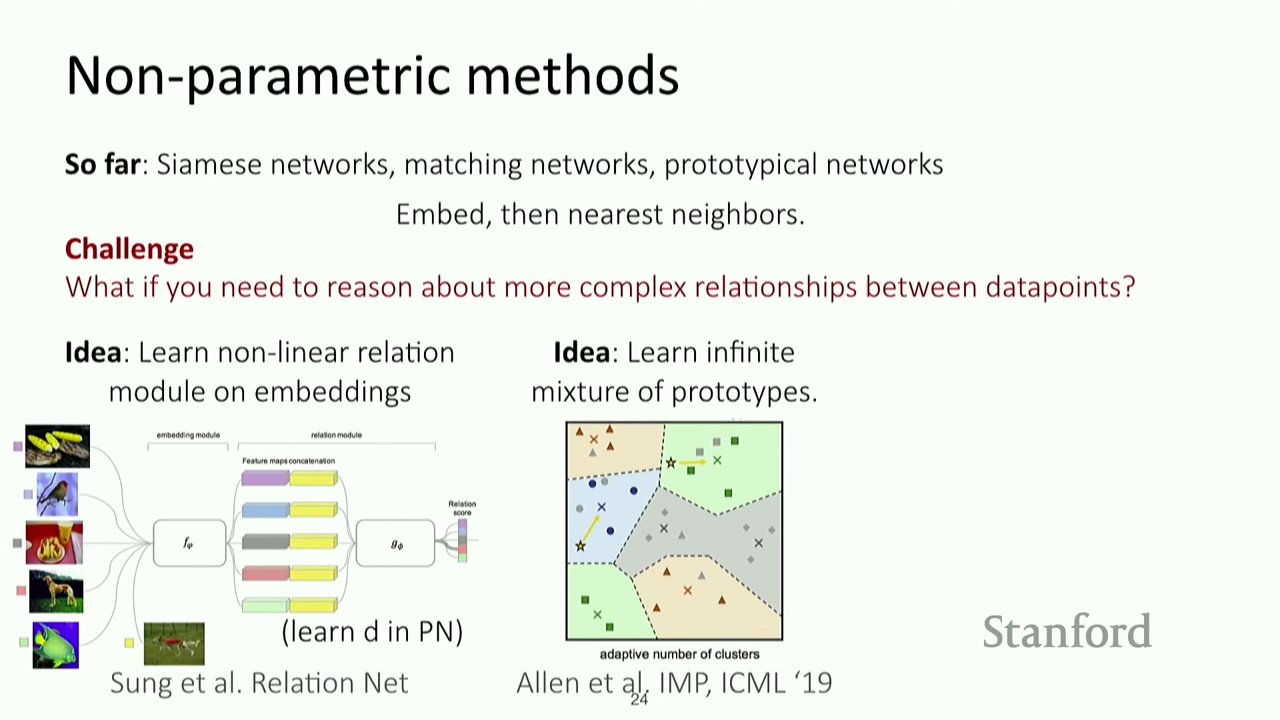 Non-parametric methods
So far: Siamese networks, matching networks, prototypical networks
Embed, then nearest neighbors.
Challenge
What if you need to reason about more complex relationships between datapoints?
Idea: Learn non-linear relation
module on embeddings
embedding module
relation module
Feature maps concatenation
Relation
score
fφ
gϕ
(learn d in PN)
Sung et al. Relation Net
Idea: Learn infinite
mixture of prototypes.
adaptive number of clusters
Allen et al. IMP, ICML ‘19
Stanford
24